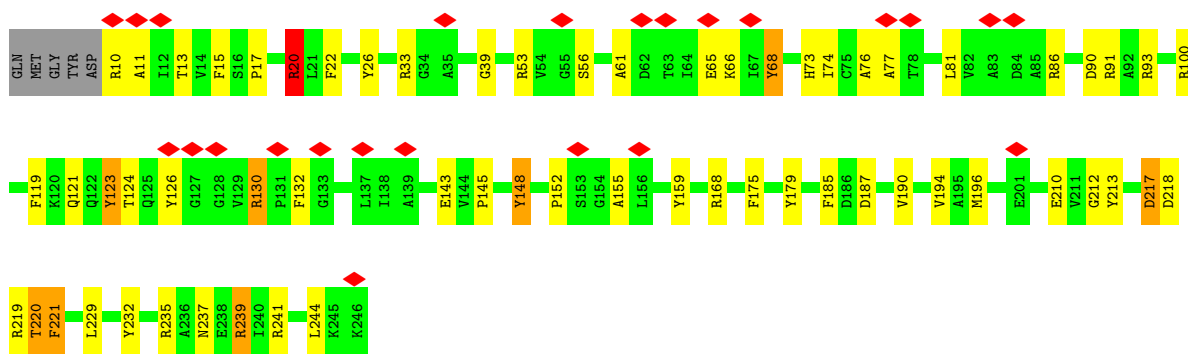 GLN MET GLY TYR ASP R10 A11 I12 T13 V14 F15 S16 P17 R20 L21 F22 Y26 R33 G34 A35 G39 R53 V54 G55 S56 A61 D62 T63 I64 E65 K66 I67 Y68 H73 I74 C75 A76 A77 T78 L81 V82 A83 D84 A85 R86 D90 R91 A92 R93 R100
F119 K120 Q121 Q122 Y123 T124 Q125 Y126 G127 G128 V129 R130 P131 F132 G133 L137 I138 A139 E143 V144 P145 Y148 P152 S153 G154 A155 L156 Y159 R168 F175 Y179 F185 D186 D187 V190 V194 A195 M196 E201 E210 V211 G212 Y213 D217 D218
R219 T220 F221 L229 Y232 R235 A236 N237 E238 R239 I240 R241 L244 K245 K246